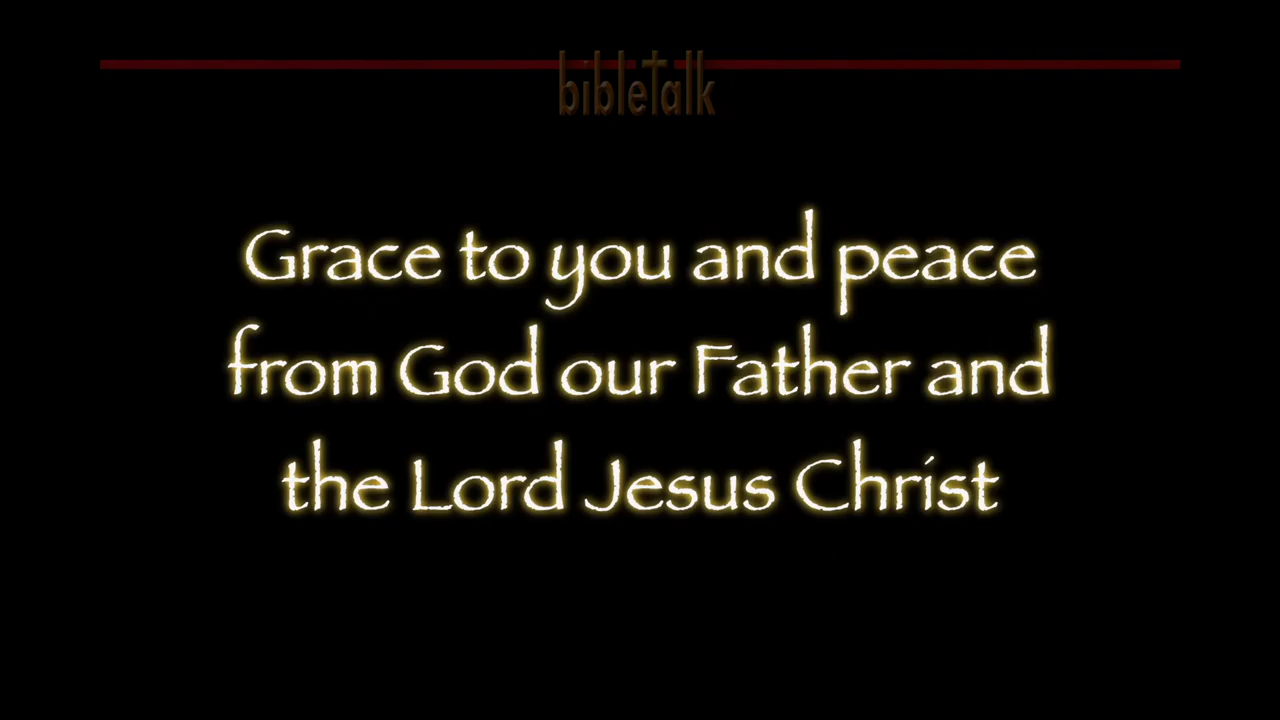 bibleTalk
Grace to you and peace
from God our Father and
the Lord Jesus Christ